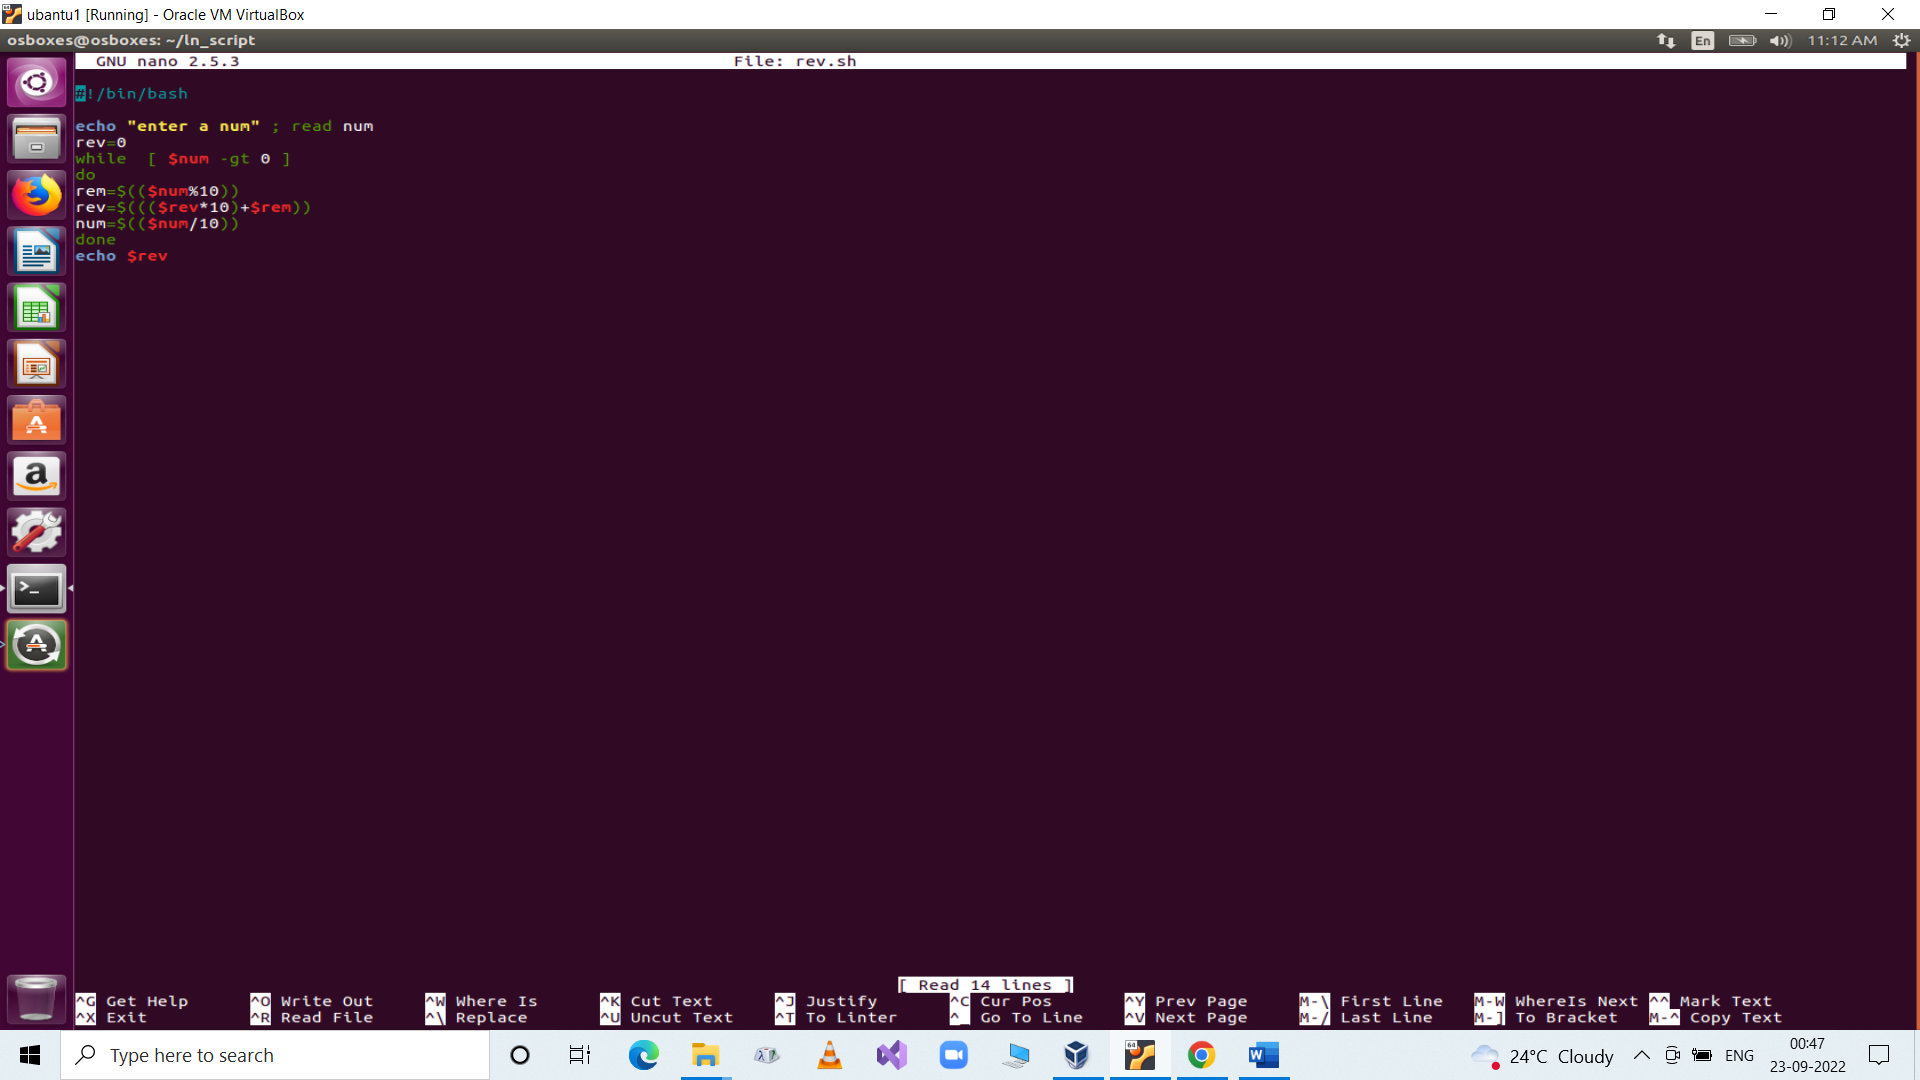 ubantu1 [Running] - Oracle VM VirtualBox
osboxes@osboxes: ~/ln_script
En
11:12 AM
GNU nano 2.5.3 File: rev.sh
#!/bin/bash
echo "enter a num" ; read num
rev=0
while  [ $num -gt 0 ]
do
rem=$(($num%10))
rev=$((($rev*10)+$rem))
num=$(($num/10))
done
echo $rev
[ Read 14 lines ]
^G Get Help ^O Write Out ^W Where Is ^K Cut Text ^J Justify ^C Cur Pos ^Y Prev Page M-\ First Line M-W WhereIs Next ^^ Mark Text
^X Exit ^R Read File ^\ Replace ^U Uncut Text ^T To Linter ^_ Go To Line ^V Next Page M-/ Last Line M-] To Bracket M-^ Copy Text
Type here to search
24°C Cloudy
ENG
00:47
23-09-2022